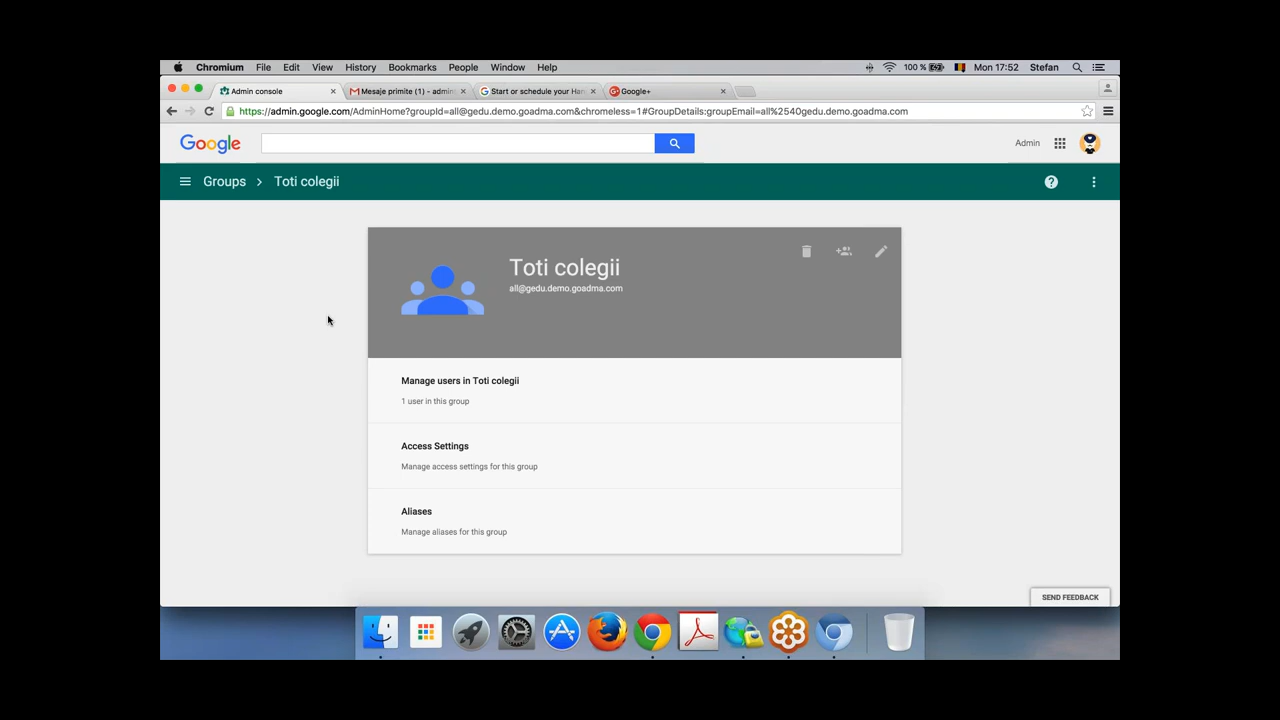 Chromium File Edit View History Bookmarks People Window Help 100 % Mon 17:52 Stefan
Admin console Mesaje primite (1) - admin Start or schedule your Han Google+
https://admin.google.com/AdminHome?groupId=all@gedu.demo.goadma.com&chromeless=1#GroupDetails:groupEmail=all%2540gedu.demo.goadma.com
Google Admin
Groups > Toti colegii
Toti colegii
all@gedu.demo.goadma.com
Manage users in Toti colegii
1 user in this group
Access Settings
Manage access settings for this group
Aliases
Manage aliases for this group
SEND FEEDBACK